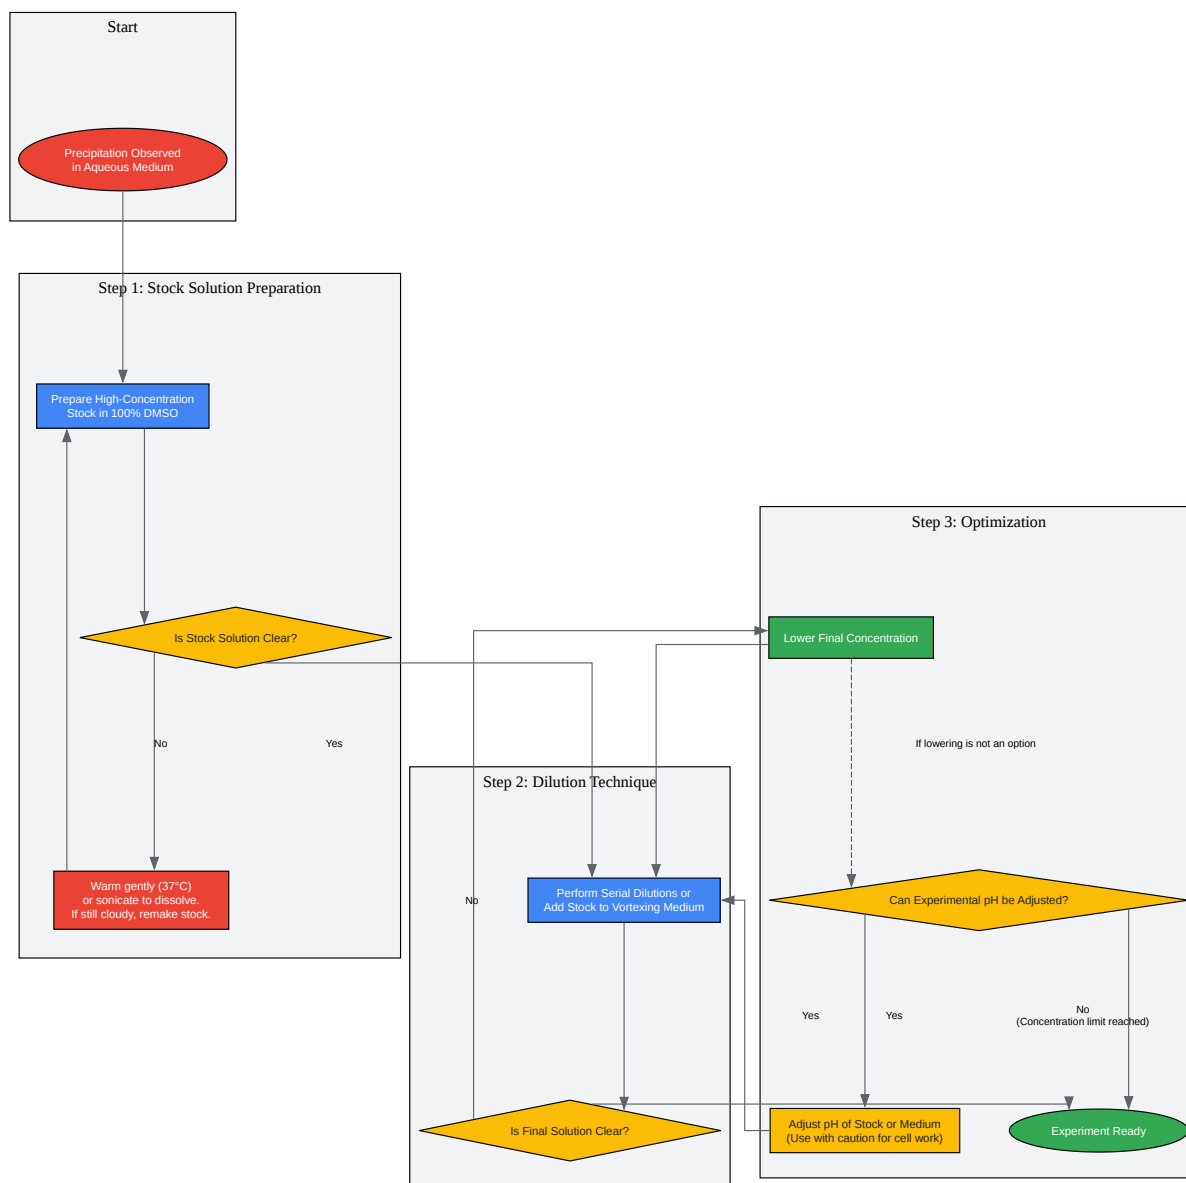 Start
Precipitation Observed
in Aqueous Medium
Step 1: Stock Solution Preparation
Prepare High-Concentration
Stock in 100% DMSO
Is Stock Solution Clear?
No
Yes
Warm gently (37°C)
or sonicate to dissolve.
If still cloudy, remake stock.
Step 2: Dilution Technique
Perform Serial Dilutions or
Add Stock to Vortexing Medium
No
Is Final Solution Clear?
Step 3: Optimization
Lower Final Concentration
If lowering is not an option
Can Experimental pH be Adjusted?
Yes
Yes
No
(Concentration limit reached)
Adjust pH of Stock or Medium
(Use with caution for cell work)
Experiment Ready